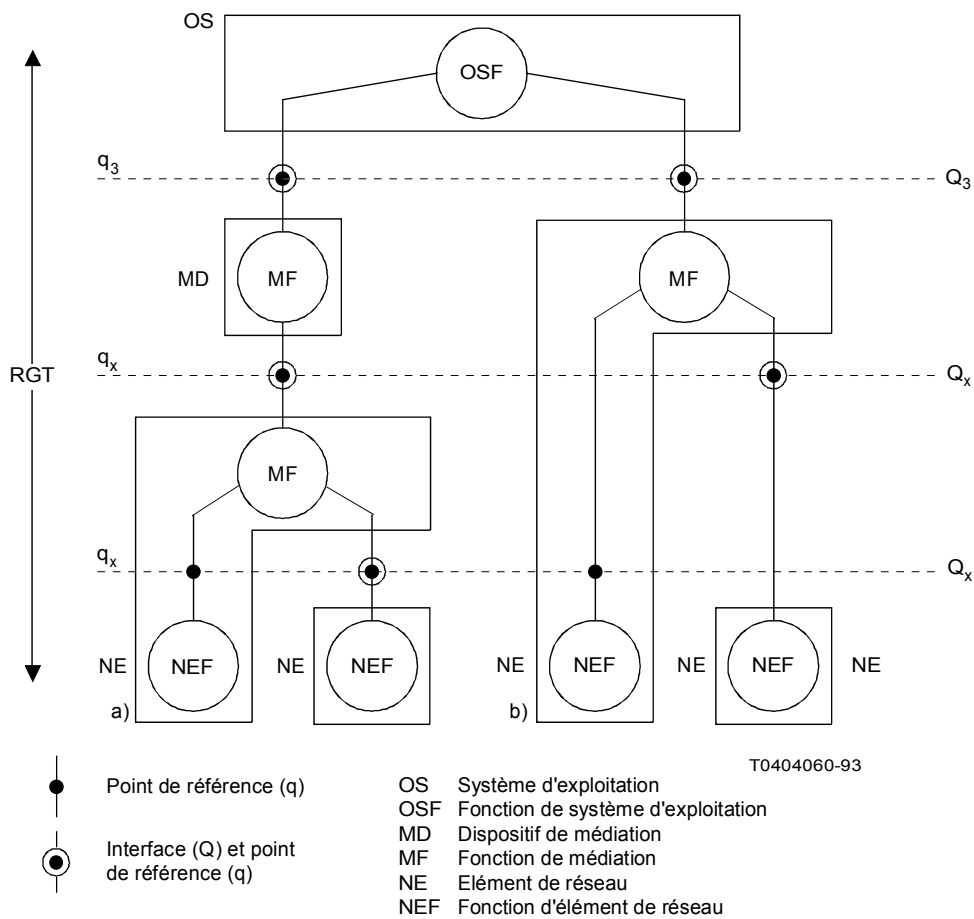 OS
OSF
q3
Q3
MD
MF
MF
RGT
qx
Qx
MF
qx
Qx
NE
NEF
NE
NEF
NE
NEF
NE
NEF
NE
a)
b)
T0404060-93
Point de référence (q)
Interface (Q) et point
de référence (q)
OS Système d'exploitation
OSF Fonction de système d'exploitation
MD Dispositif de médiation
MF Fonction de médiation
NE Elément de réseau
NEF Fonction d'élément de réseau